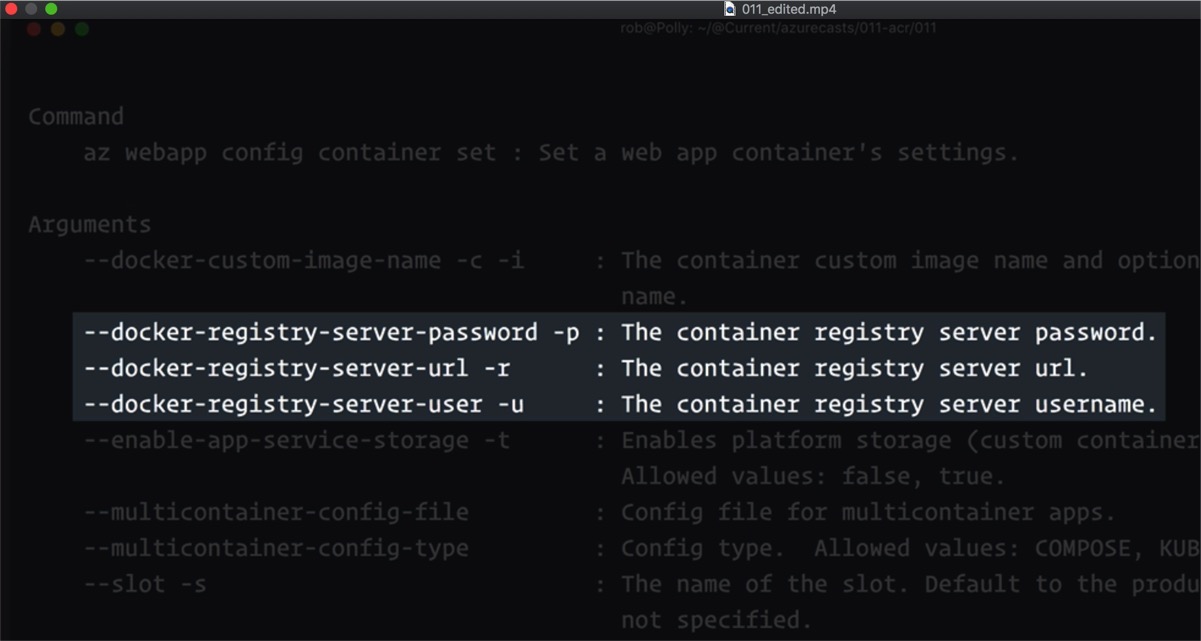 011_edited.mp4
rob@Polly: ~/@Current/azurecasts/011-acr/011
Command
az webapp config container set : Set a web app container's settings.
Arguments
--docker-custom-image-name -c -i : The container custom image name and option
name.
--docker-registry-server-password -p : The container registry server password.
--docker-registry-server-url -r : The container registry server url.
--docker-registry-server-user -u : The container registry server username.
--enable-app-service-storage -t : Enables platform storage (custom container
Allowed values: false, true.
--multicontainer-config-file : Config file for multicontainer apps.
--multicontainer-config-type : Config type. Allowed values: COMPOSE, KUB
--slot -s : The name of the slot. Default to the produ
not specified.